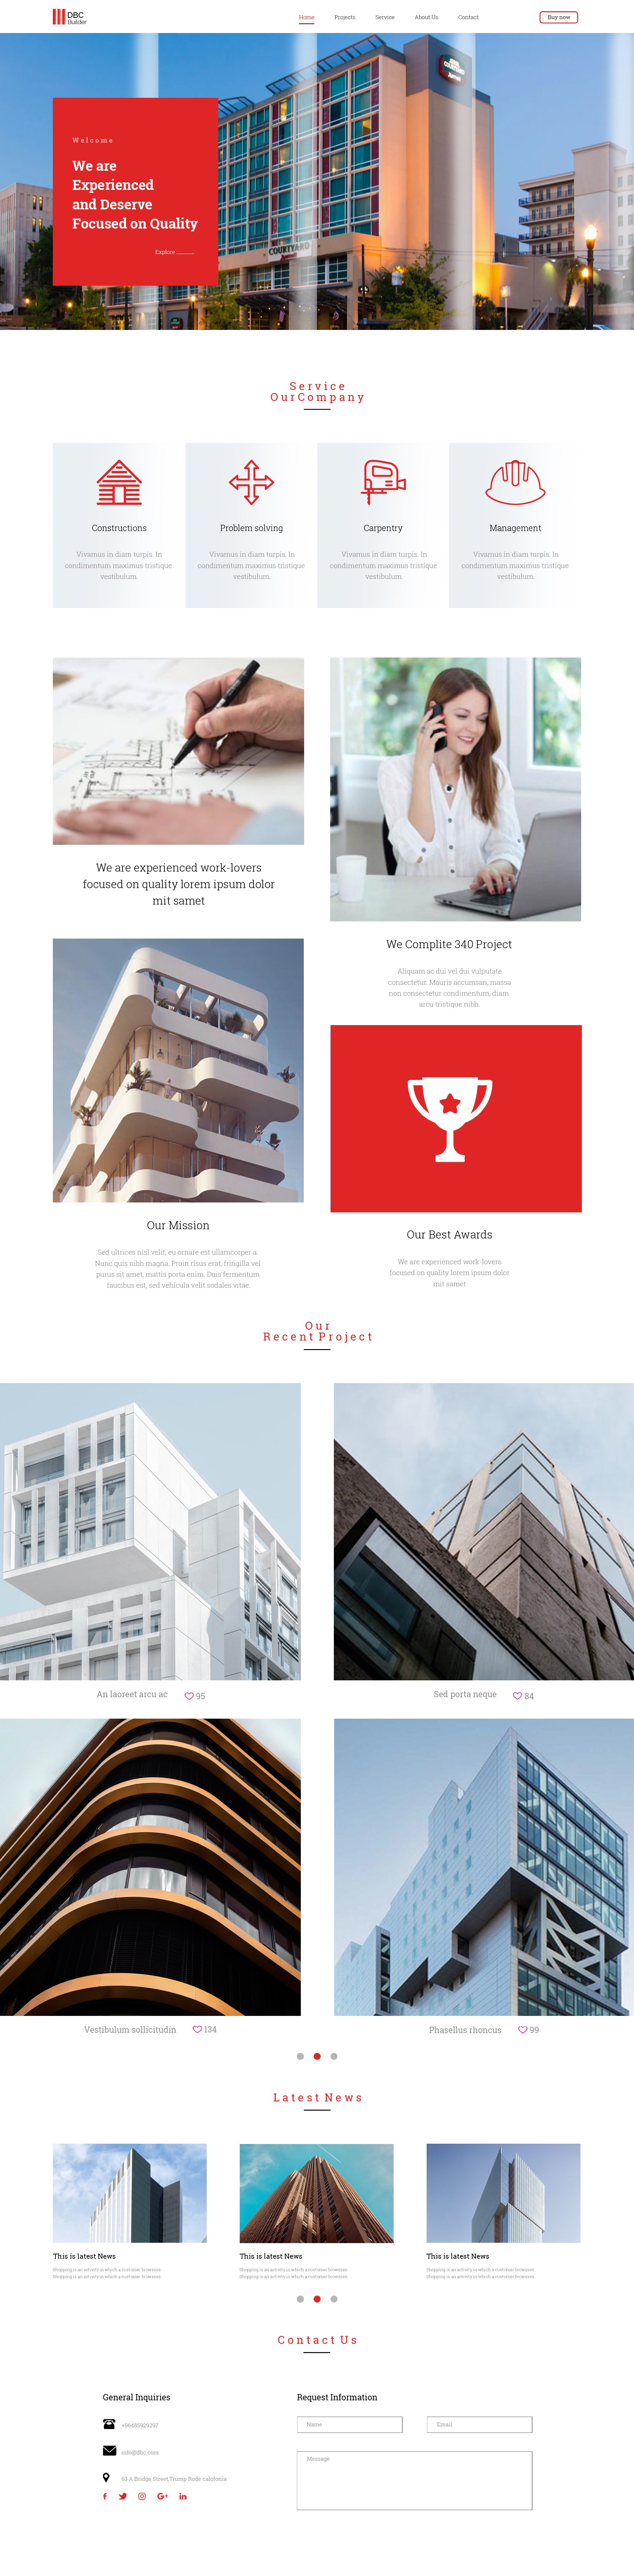 DBC
Builder
Home
Projects
Service
About Us
Contact
Buy now
Welcome
We are
Experienced
and Deserve
Focused on Quality
Explore
COURTYARD
Service
OurCompany
Constructions
Vivamus in diam turpis. In
condimentum maximus tristique
vestibulum.
Problem solving
Vivamus in diam turpis. In
condimentum maximus tristique
vestibulum.
Carpentry
Vivamus in diam turpis. In
condimentum maximus tristique
vestibulum.
Management
Vivamus in diam turpis. In
condimentum maximus tristique
vestibulum.
We are experienced work-lovers
focused on quality lorem ipsum dolor
mit samet
We Complite 340 Project
Aliquam ac dui vel dui vulputate
consectetur. Mauris accumsan, massa
non consectetur condimentum, diam
arcu tristique nibh.
Our Mission
Sed ultrices nisl velit, eu ornare est ullamcorper a.
Nunc quis nibh magna. Proin risus erat, fringilla vel
purus sit amet, mattis porta enim. Duis fermentum
faucibus est, sed vehicula velit sodales vitae.
Our Best Awards
We are experienced work-lovers
focused on quality lorem ipsum dolor
mit samet
Our
Recent Project
An laoreet arcu ac
95
Sed porta neque
84
Vestibulum sollicitudin
134
Phasellus rhoncus
99
Latest News
This is latest News
Shopping is an activity in which a customer browses
Shopping is an activity in which a customer browses
This is latest News
Shopping is an activity in which a customer browses
Shopping is an activity in which a customer browses
This is latest News
Shopping is an activity in which a customer browses
Shopping is an activity in which a customer browses
Contact Us
General Inquiries
+96486929297
info@dbc.com
63 A Bridge Street,Trump Rode calofonia
Request Information
Name
Email
Message